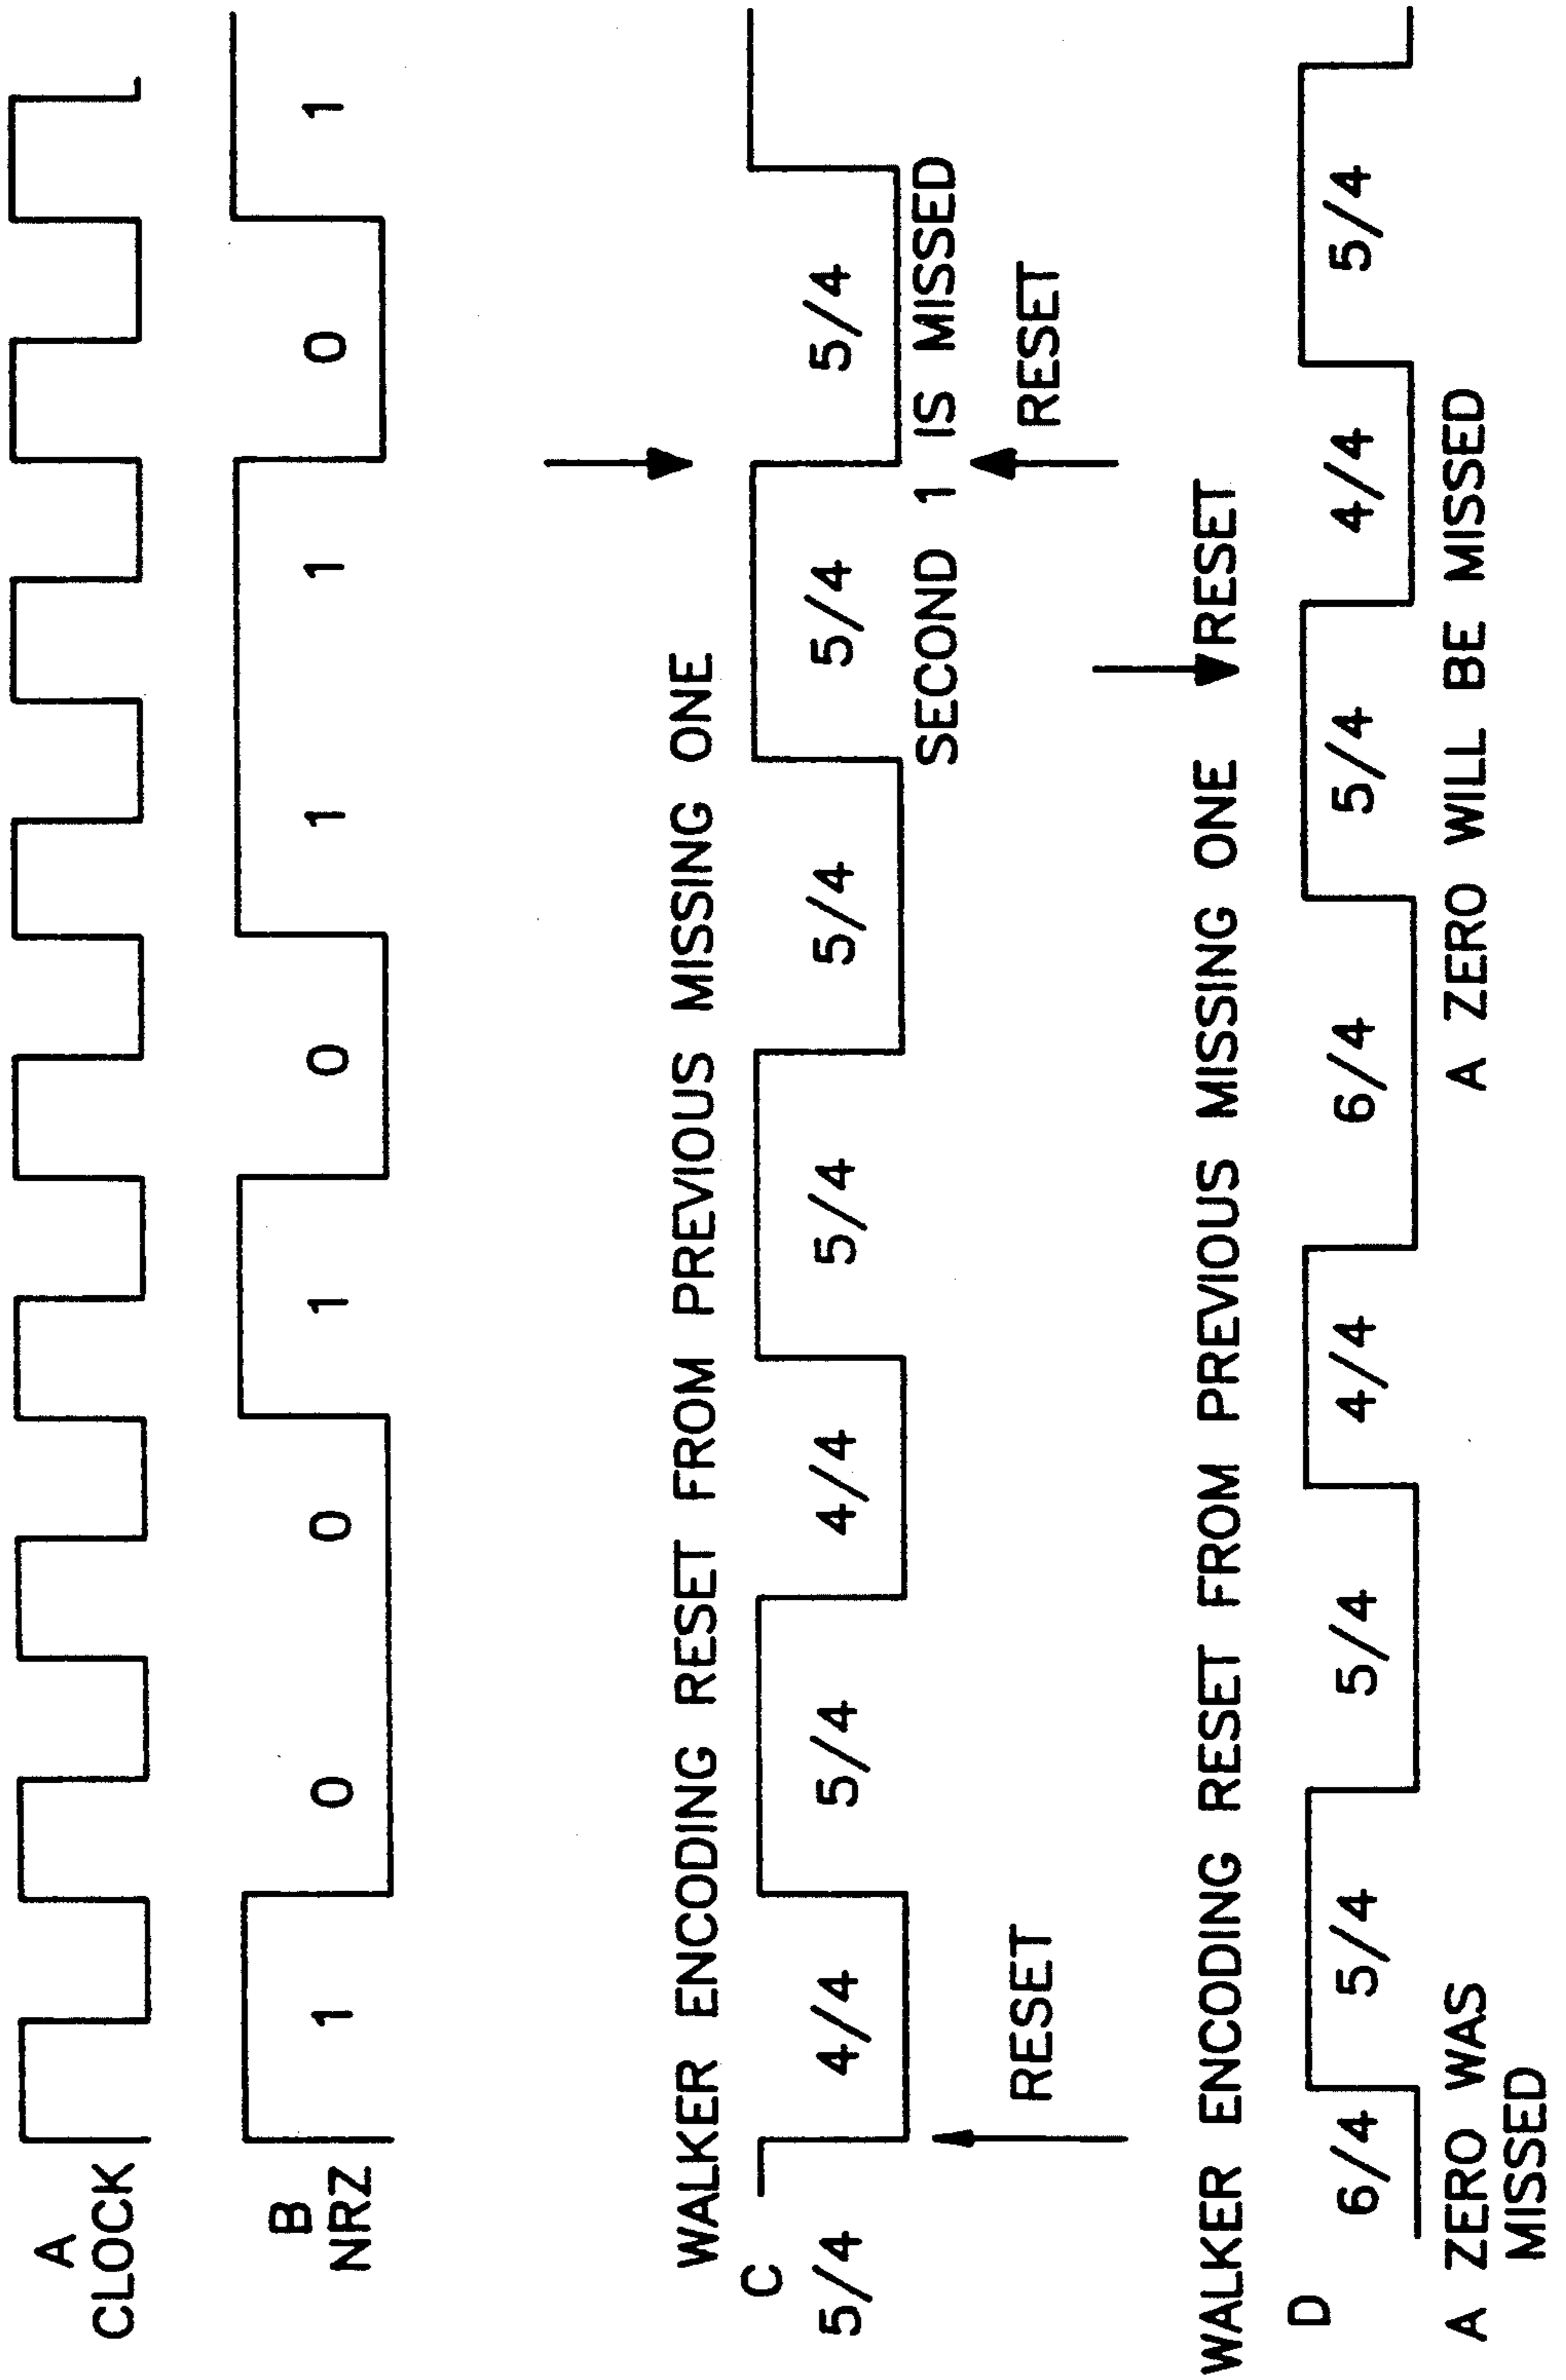 A
CLOCK
B
NRZ
1 0 0 1 0 1 1 0 1
WALKER ENCODING RESET FROM PREVIOUS MISSING ONE
C
5/4 4/4 5/4 4/4 5/4 5/4 5/4 5/4
SECOND 1 IS MISSED
RESET
RESET
WALKER ENCODING RESET FROM PREVIOUS MISSING ONE
RESET
D
6/4 5/4 5/4 4/4 6/4 5/4 4/4 5/4
A ZERO WAS
MISSED
A ZERO WILL BE MISSED